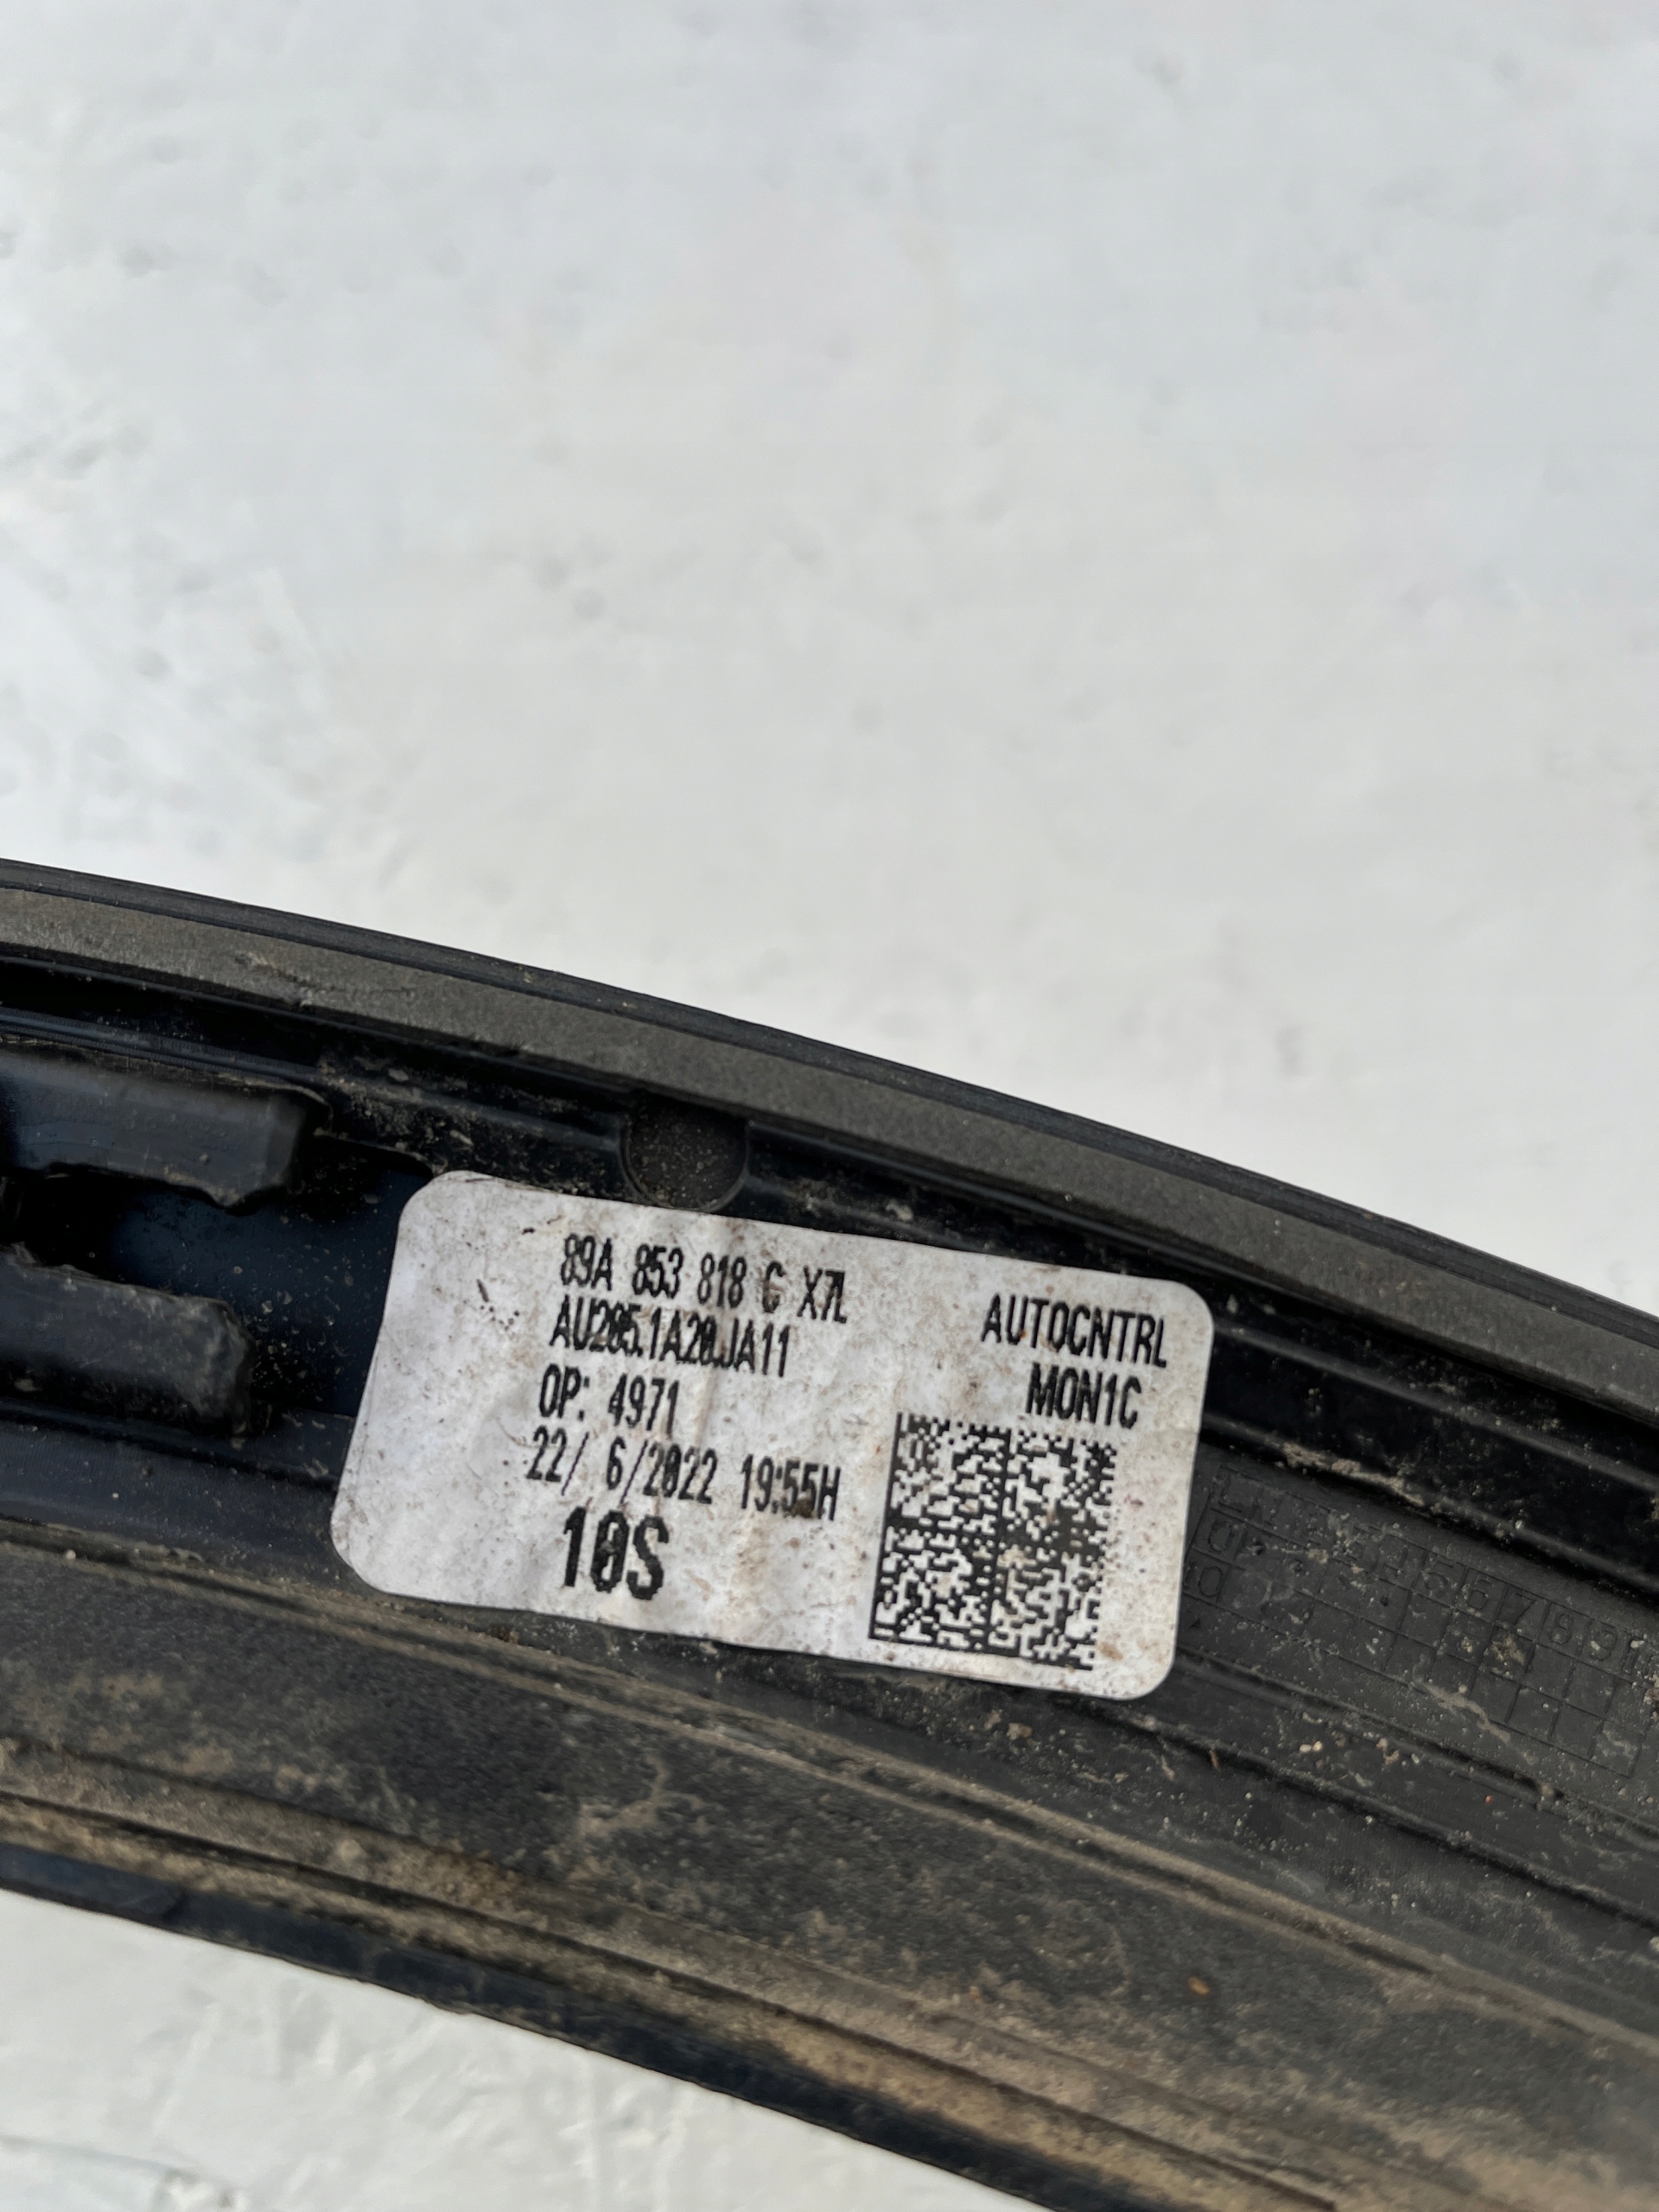 89A 853 818 C X7L
AU205.1A20.JA11
OP: 4971
22/ 6/2022 19:55H
10S
AUTOCNTRL
MON1C